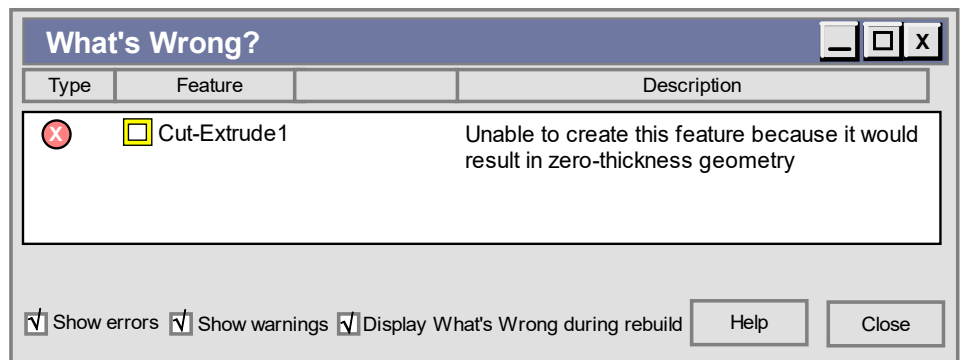 What's Wrong?
X
Type Feature Description
X Cut-Extrude1 Unable to create this feature because it would
result in zero-thickness geometry
√ Show errors √ Show warnings √ Display What's Wrong during rebuild Help Close